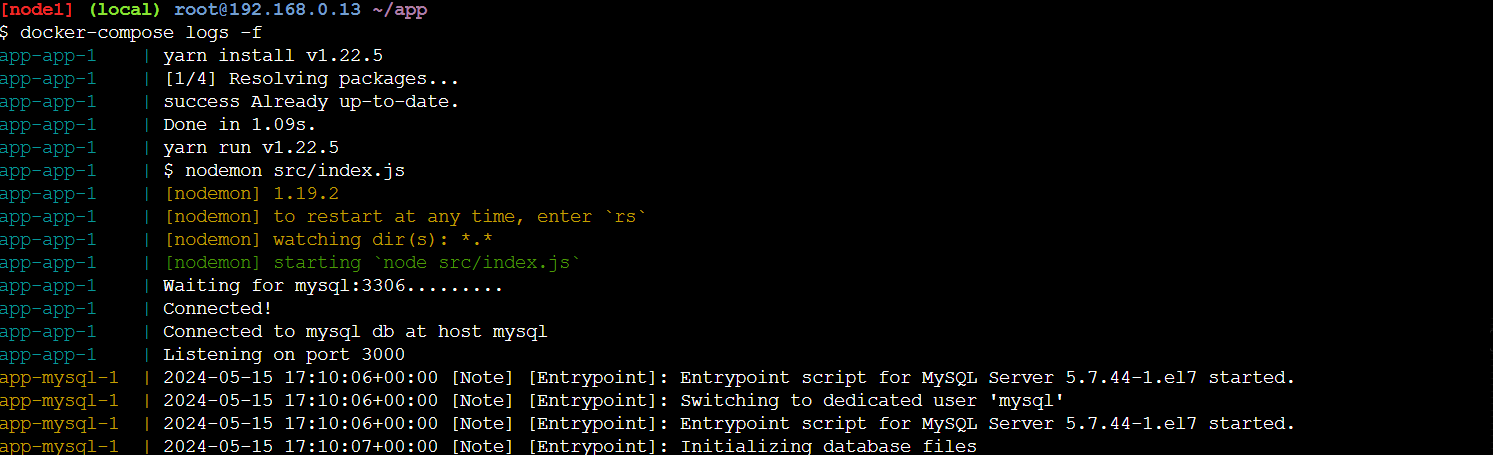 [node1] (local) root@192.168.0.13 ~/app
$ docker-compose logs -f
app-app-1    | yarn install v1.22.5
app-app-1    | [1/4] Resolving packages...
app-app-1    | success Already up-to-date.
app-app-1    | Done in 1.09s.
app-app-1    | yarn run v1.22.5
app-app-1    | $ nodemon src/index.js
app-app-1    | [nodemon] 1.19.2
app-app-1    | [nodemon] to restart at any time, enter `rs`
app-app-1    | [nodemon] watching dir(s): *.*
app-app-1    | [nodemon] starting `node src/index.js`
app-app-1    | Waiting for mysql:3306.........
app-app-1    | Connected!
app-app-1    | Connected to mysql db at host mysql
app-app-1    | Listening on port 3000
app-mysql-1  | 2024-05-15 17:10:06+00:00 [Note] [Entrypoint]: Entrypoint script for MySQL Server 5.7.44-1.el7 started.
app-mysql-1  | 2024-05-15 17:10:06+00:00 [Note] [Entrypoint]: Switching to dedicated user 'mysql'
app-mysql-1  | 2024-05-15 17:10:06+00:00 [Note] [Entrypoint]: Entrypoint script for MySQL Server 5.7.44-1.el7 started.
app-mysql-1  | 2024-05-15 17:10:07+00:00 [Note] [Entrypoint]: Initializing database files